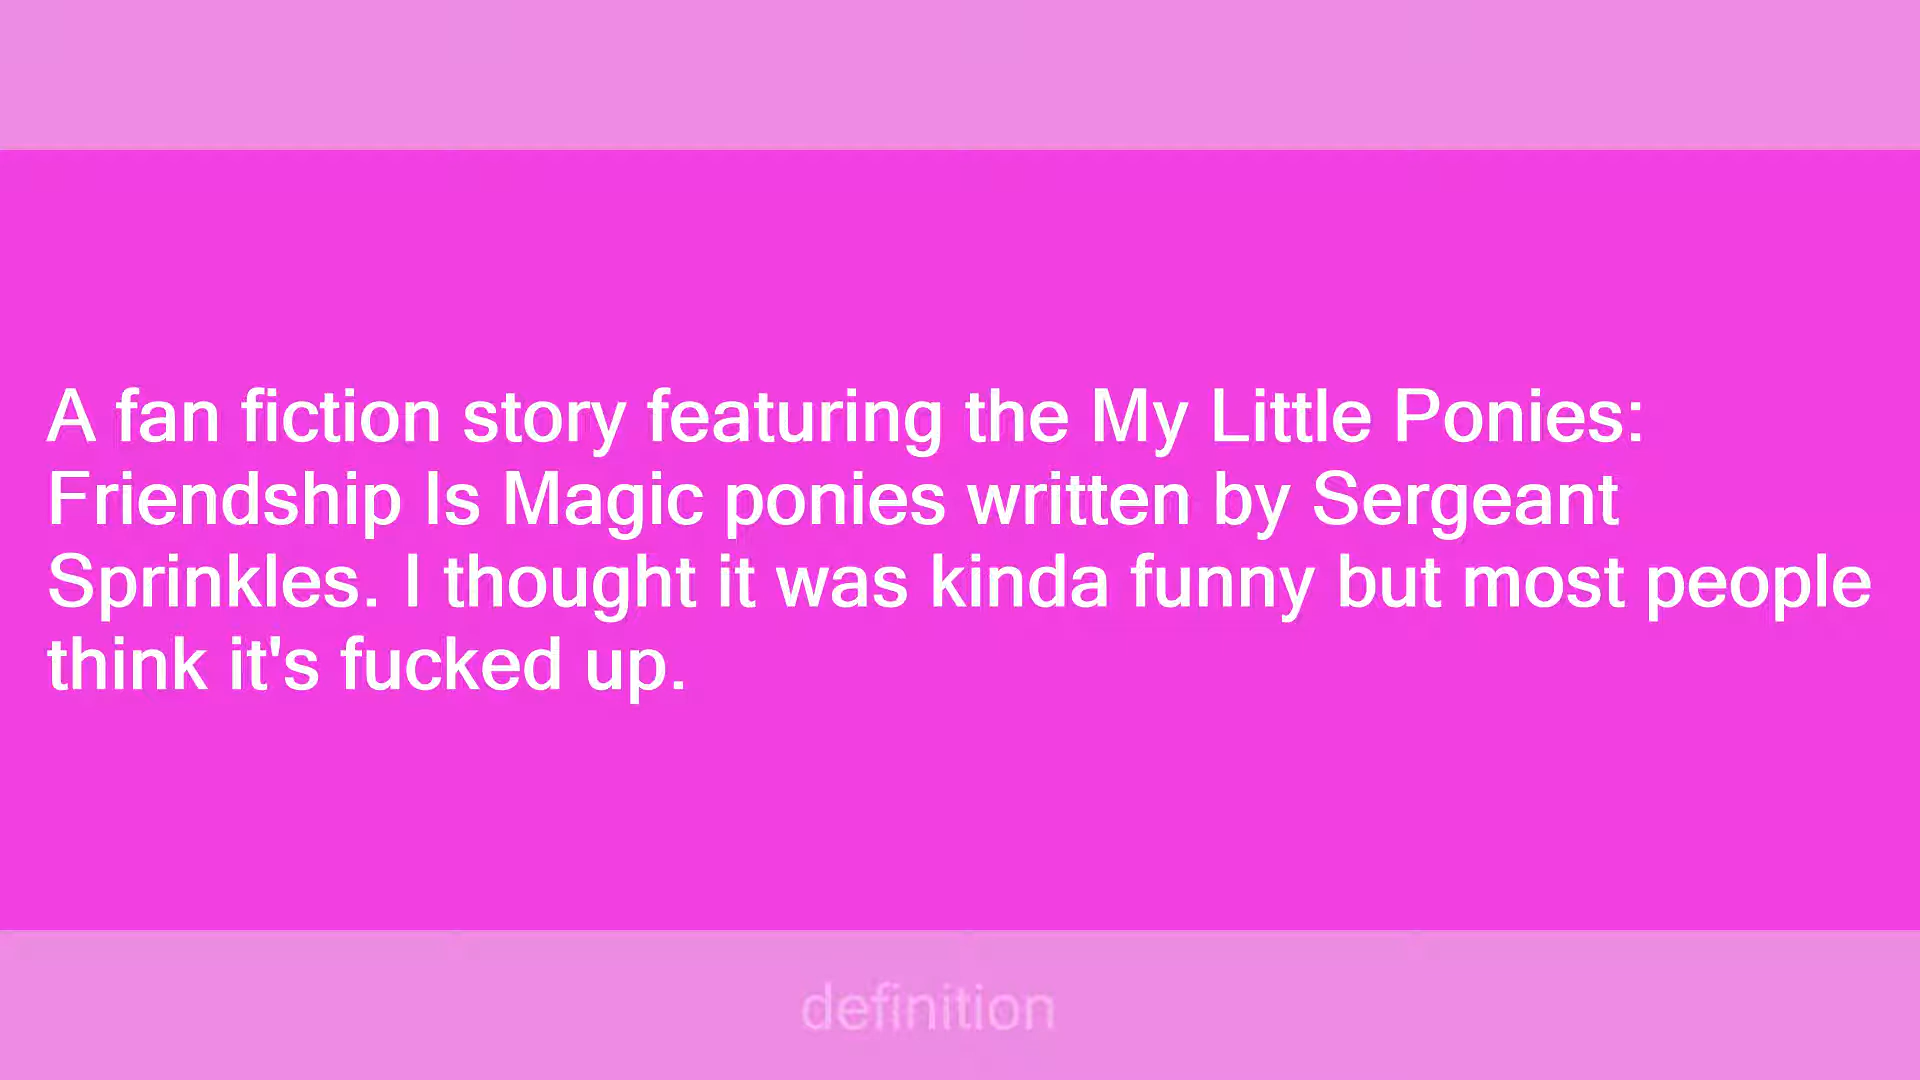 A fan fiction story featuring the My Little Ponies:
Friendship Is Magic ponies written by Sergeant
Sprinkles. I thought it was kinda funny but most people
think it's fucked up.
definition